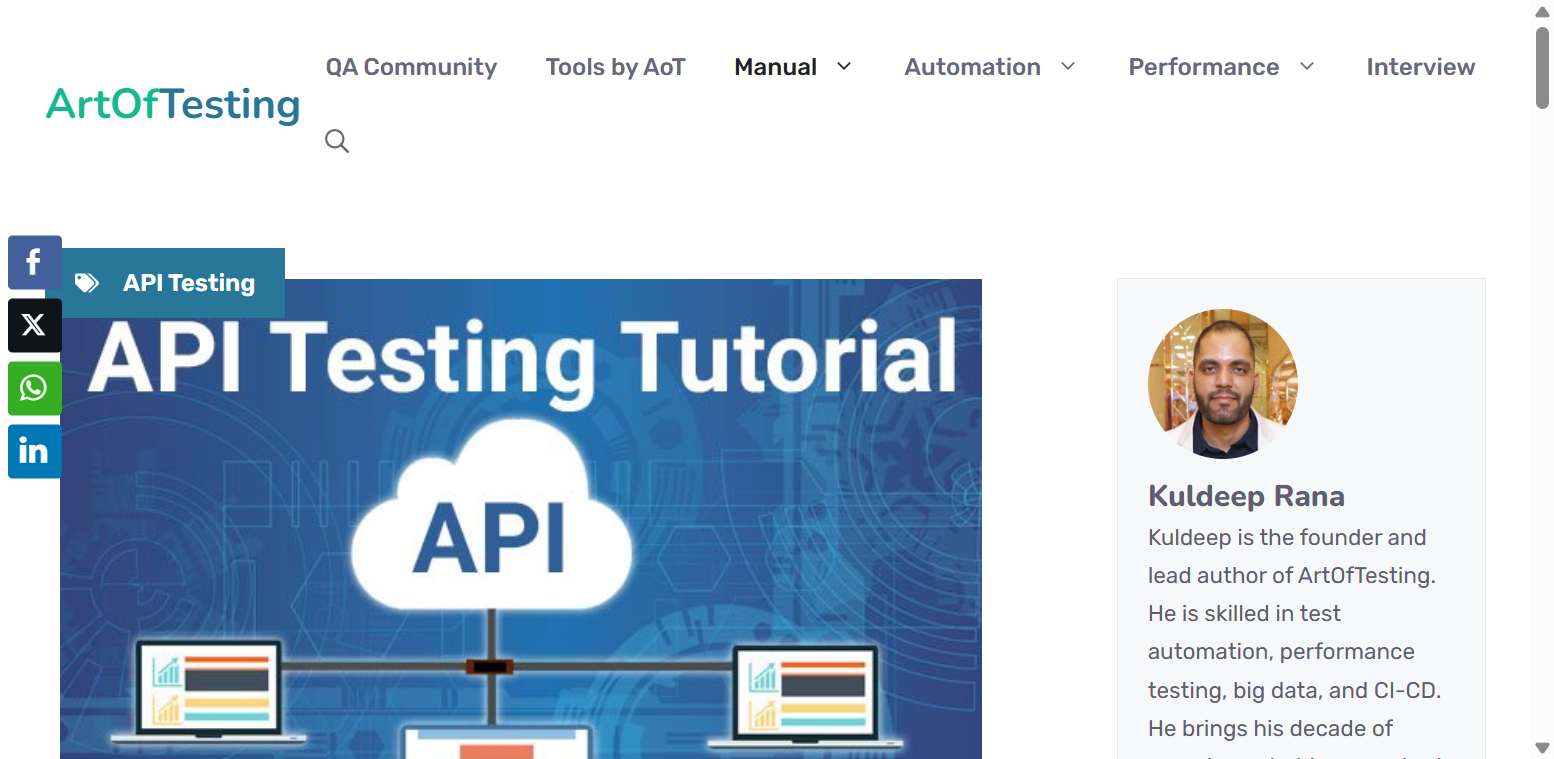 QA Community Tools by AoT Manual Automation Performance Interview
ArtOfTesting
API Testing
API Testing Tutorial
API
Kuldeep Rana
Kuldeep is the founder and
lead author of ArtOfTesting.
He is skilled in test
automation, performance
testing, big data, and CI-CD.
He brings his decade of